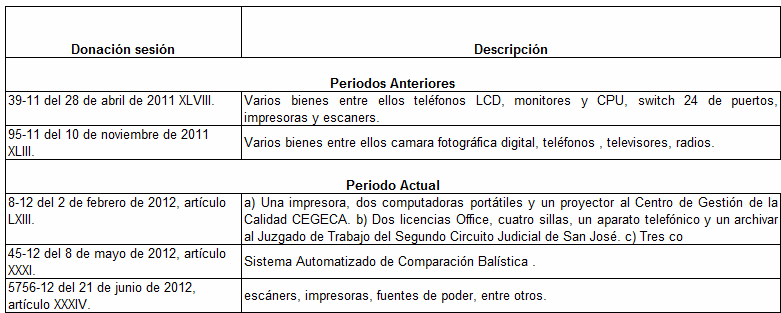 Donación sesión
Descripción
Periodos Anteriores
39-11 del 28 de abril de 2011 XLVIII.
Varios bienes entre ellos teléfonos LCD, monitores y CPU, switch 24 de puertos,
impresoras y escaners.
95-11 del 10 de noviembre de 2011
XLIII.
Varios bienes entre ellos camara fotográfica digital, teléfonos , televisores, radios.
Periodo Actual
8-12 del 2 de febrero de 2012, artículo
LXIII.
a) Una impresora, dos computadoras portátiles y un proyector al Centro de Gestión de la
Calidad CEGECA. b) Dos licencias Office, cuatro sillas, un aparato telefónico y un archivar
al Juzgado de Trabajo del Segundo Circuito Judicial de San José. c) Tres co
45-12 del 8 de mayo de 2012, artículo
XXXI.
Sistema Automatizado de Comparación Balística .
5756-12 del 21 de junio de 2012,
artículo XXXIV.
escáners, impresoras, fuentes de poder, entre otros.